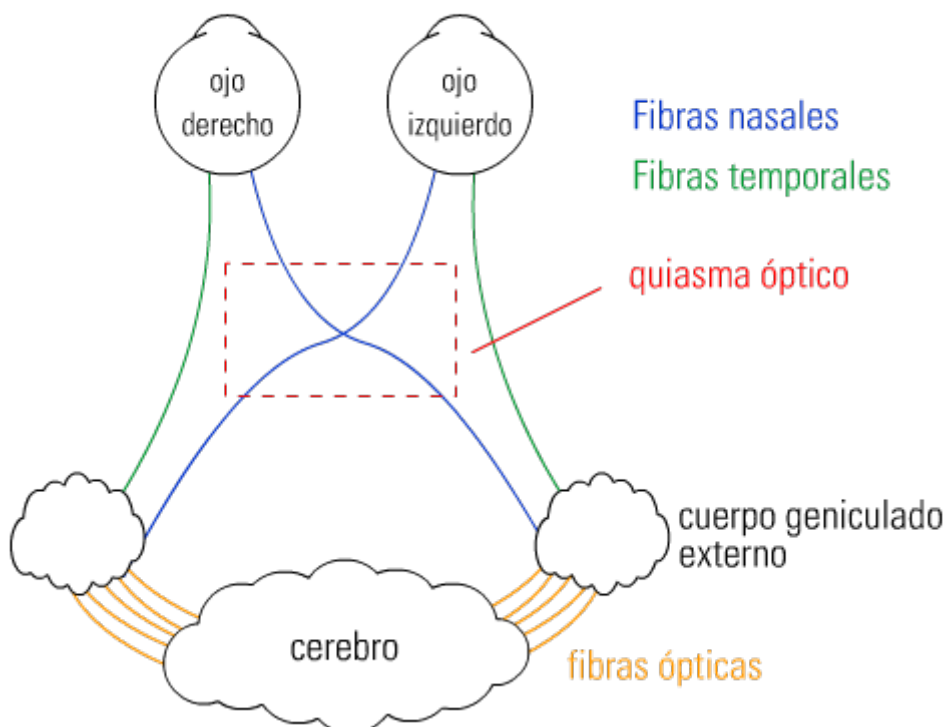 ojo
derecho
ojo
izquierdo
Fibras nasales
Fibras temporales
quiasma óptico
cuerpo geniculado
externo
cerebro
fibras ópticas